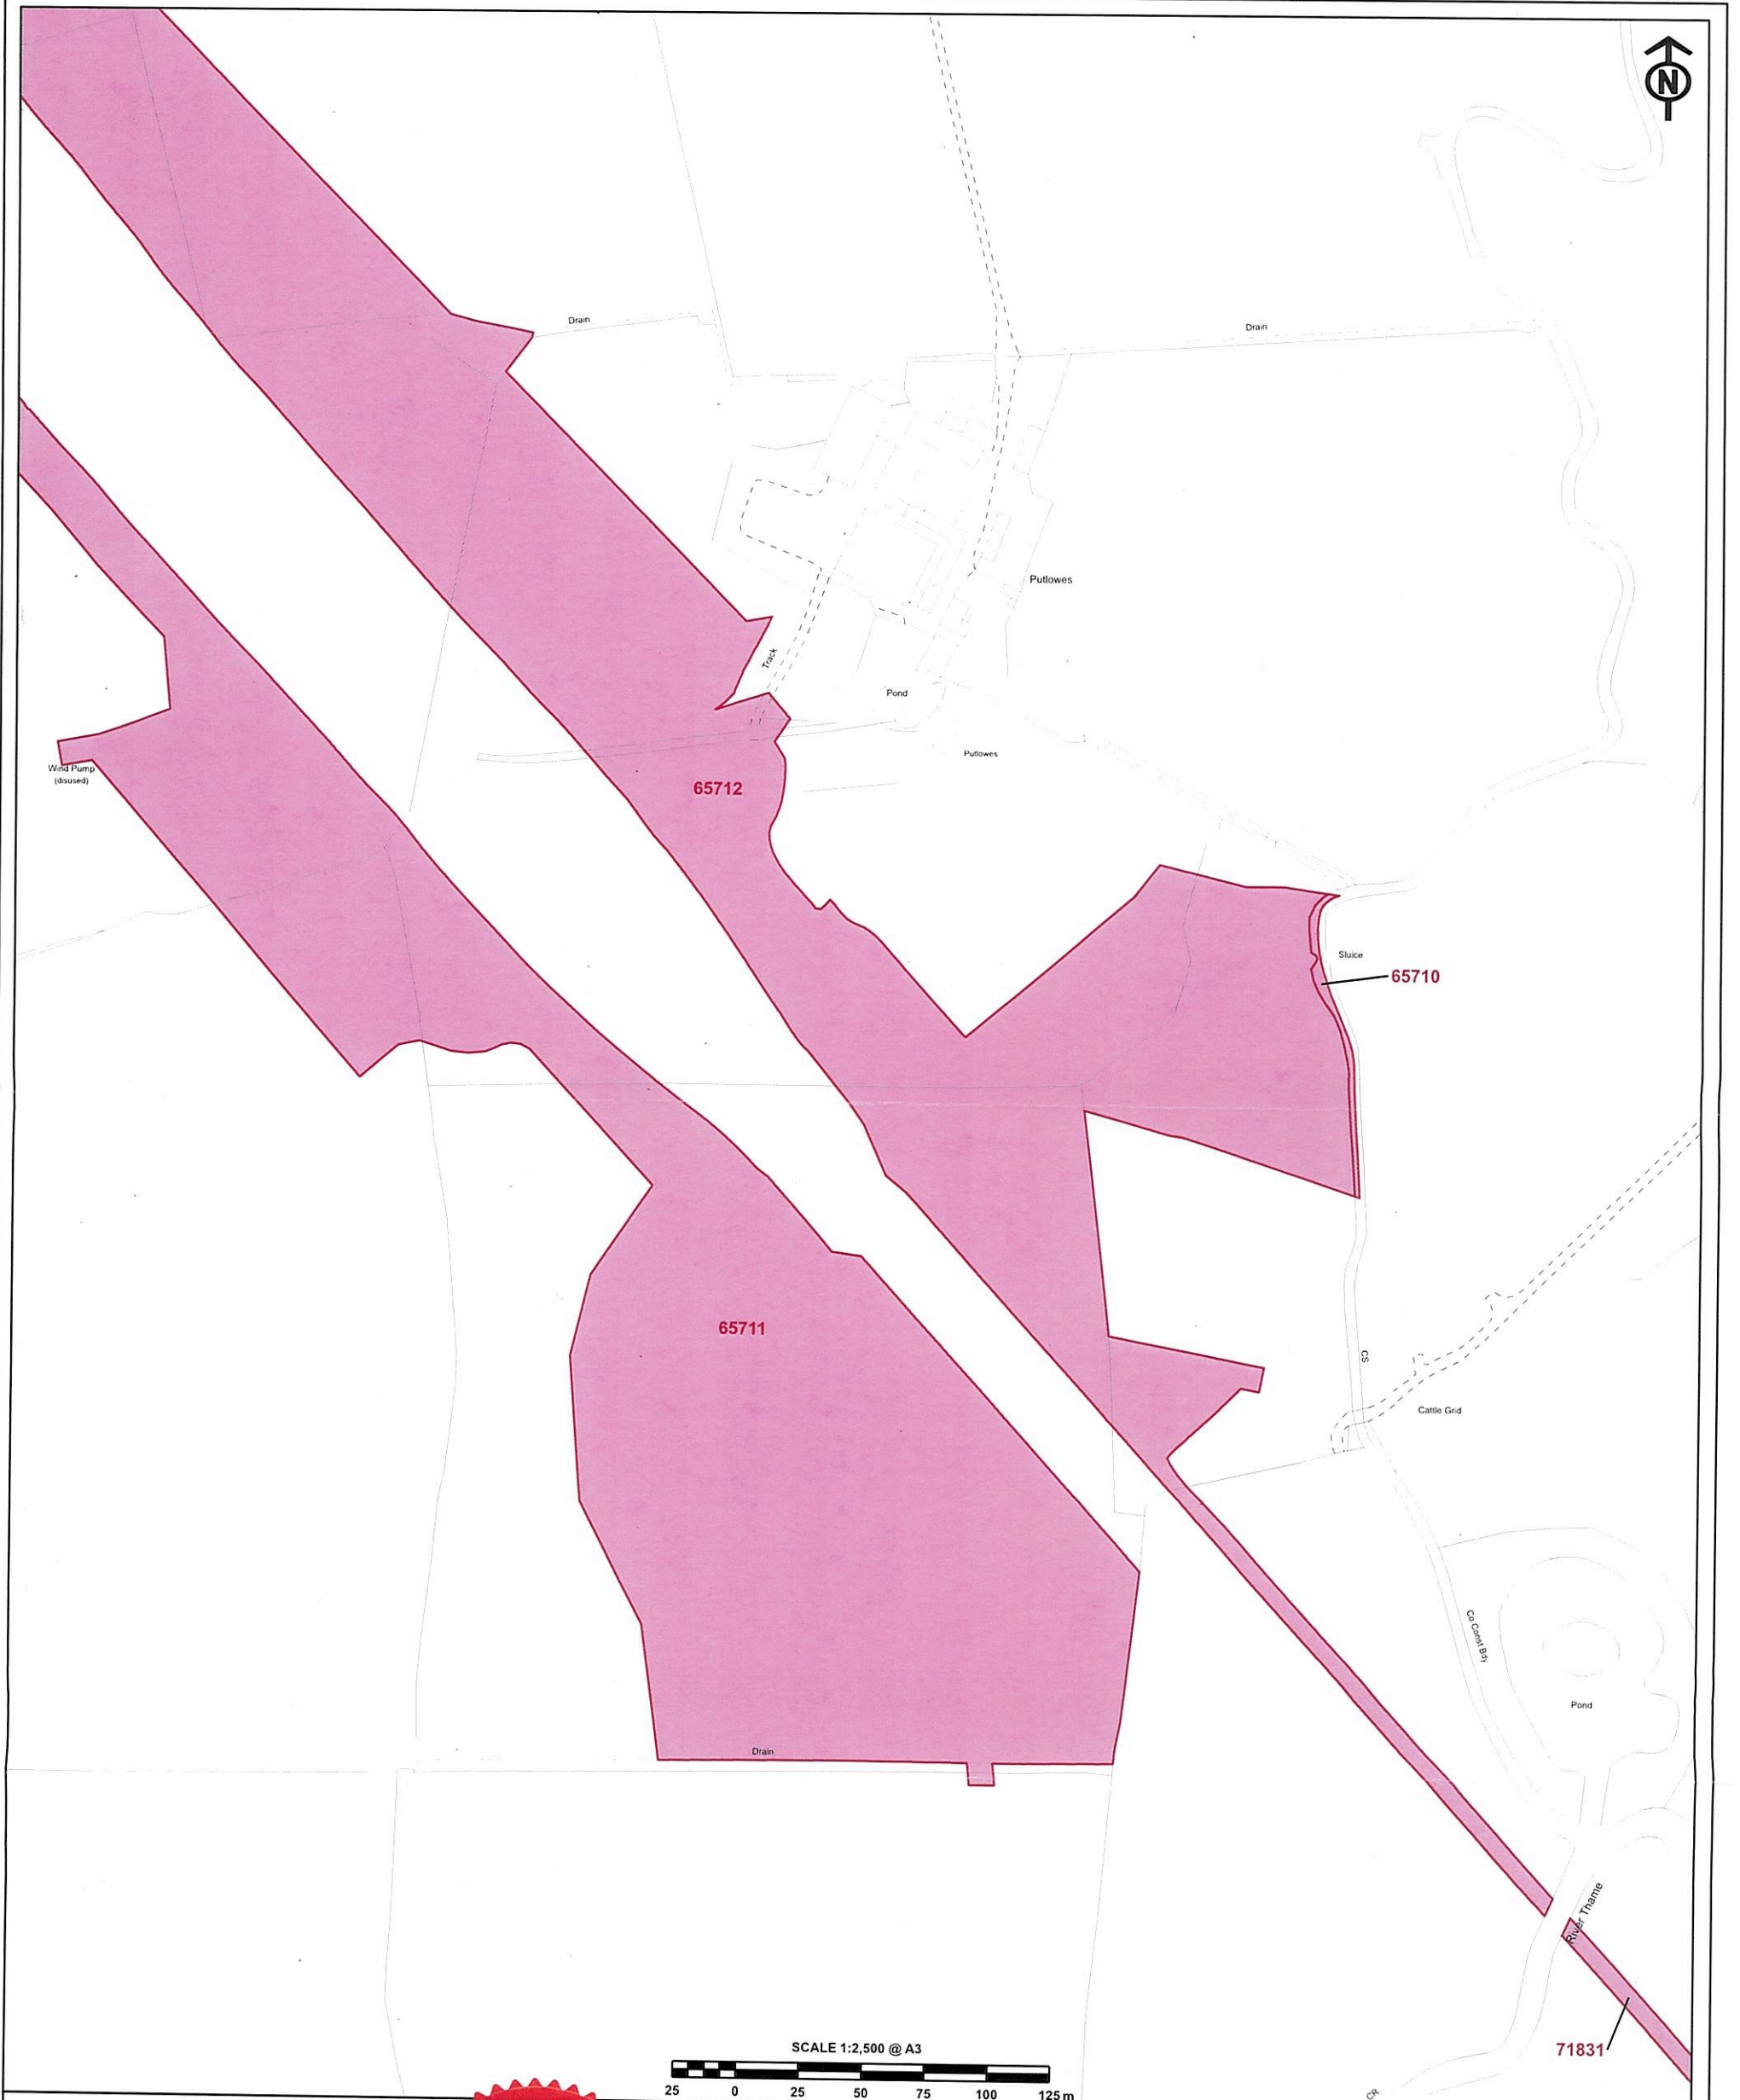 N
Drain
Drain
Putlowes
Track
Pond
Putlowes
Wind Pump
(disused)
65712
Sluice
65710
65711
CS
Cattle Grid
Co Const Bdy
Pond
Drain
River Thame
71831
SCALE 1:2,500 @ A3
25 0 25 50 75 100 125 m
CR